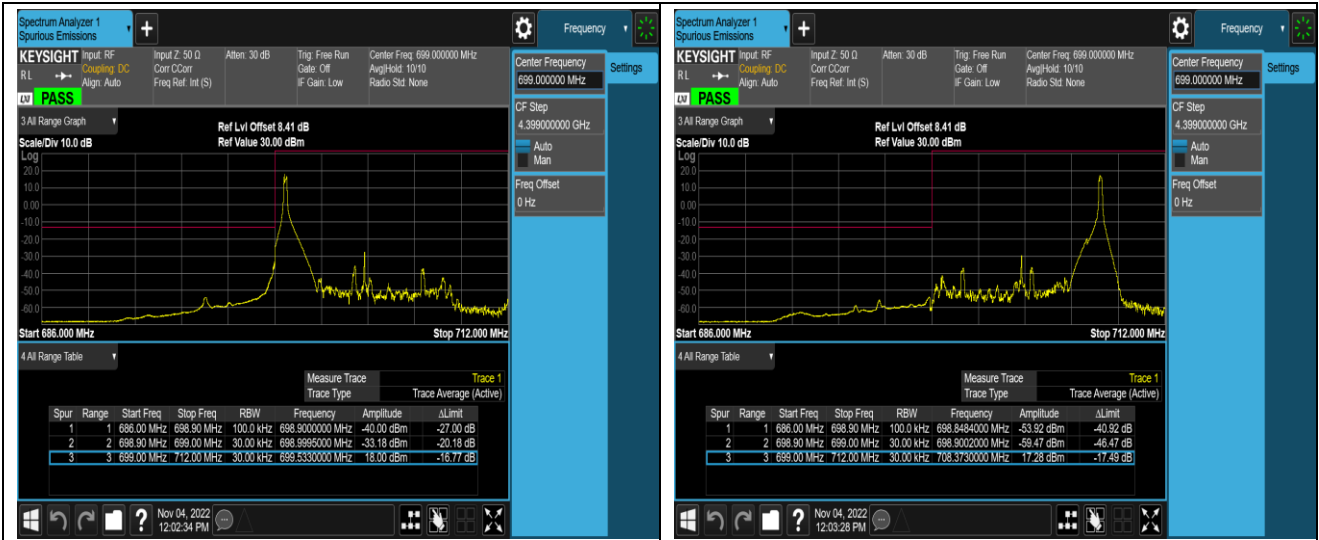 Spectrum Analyzer 1
Spurious Emissions
+
Frequency
KEYSIGHT Input: RF Input Z: 50 Ω Atten: 30 dB Trig: Free Run Center Freq: 699.000000 MHz
Coupling: DC Corr CCorr Gate: Off Avg|Hold: 10/10
RL Align: Auto Freq Ref: Int (S) IF Gain: Low Radio Std: None
LXI PASS
Center Frequency
699.000000 MHz
Settings
CF Step
4.399000000 GHz
Auto
Man
Freq Offset
0 Hz
3 All Range Graph
Ref Lvl Offset 8.41 dB
Scale/Div 10.0 dB Ref Value 30.00 dBm
Log
20.0
10.0
0.00
-10.0
-20.0
-30.0
-40.0
-50.0
-60.0
Start 686.000 MHz Stop 712.000 MHz
4 All Range Table
Measure Trace Trace 1
Trace Type Trace Average (Active)
Spur Range Start Freq Stop Freq RBW Frequency Amplitude ΔLimit
1 1 686.00 MHz 698.90 MHz 100.0 kHz 698.9000000 MHz -40.00 dBm -27.00 dB
2 2 698.90 MHz 699.00 MHz 30.00 kHz 698.9995000 MHz -33.18 dBm -20.18 dB
3 3 699.00 MHz 712.00 MHz 30.00 kHz 699.5330000 MHz 18.00 dBm -16.77 dB
?
Nov 04, 2022
12:02:34 PM
Spectrum Analyzer 1
Spurious Emissions
+
Frequency
KEYSIGHT Input: RF Input Z: 50 Ω Atten: 30 dB Trig: Free Run Center Freq: 699.000000 MHz
Coupling: DC Corr CCorr Gate: Off Avg|Hold: 10/10
RL Align: Auto Freq Ref: Int (S) IF Gain: Low Radio Std: None
LXI PASS
Center Frequency
699.000000 MHz
Settings
CF Step
4.399000000 GHz
Auto
Man
Freq Offset
0 Hz
3 All Range Graph
Ref Lvl Offset 8.41 dB
Scale/Div 10.0 dB Ref Value 30.00 dBm
Log
20.0
10.0
0.00
-10.0
-20.0
-30.0
-40.0
-50.0
-60.0
Start 686.000 MHz Stop 712.000 MHz
4 All Range Table
Measure Trace Trace 1
Trace Type Trace Average (Active)
Spur Range Start Freq Stop Freq RBW Frequency Amplitude ΔLimit
1 1 686.00 MHz 698.90 MHz 100.0 kHz 698.8484000 MHz -53.92 dBm -40.92 dB
2 2 698.90 MHz 699.00 MHz 30.00 kHz 698.9002000 MHz -59.47 dBm -46.47 dB
3 3 699.00 MHz 712.00 MHz 30.00 kHz 708.3730000 MHz 17.28 dBm -17.49 dB
?
Nov 04, 2022
12:03:28 PM